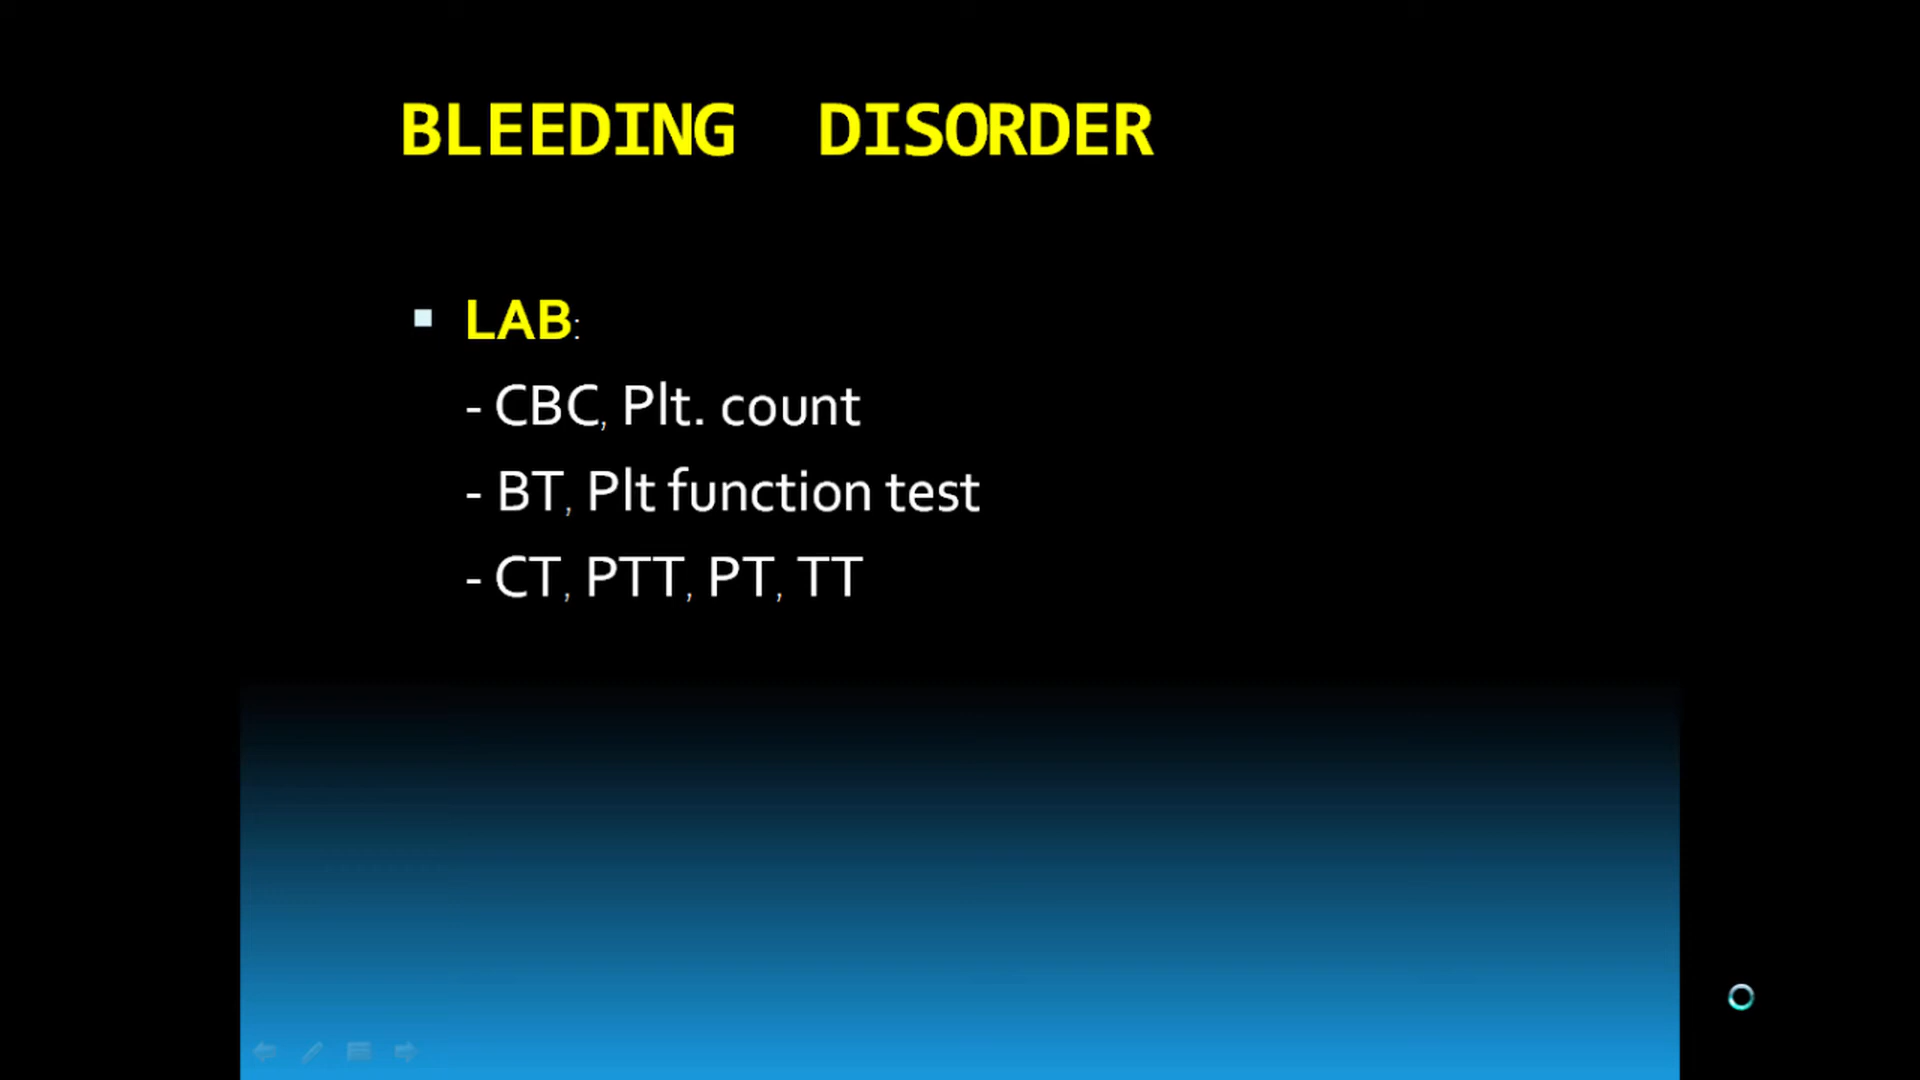 BLEEDING DISORDER
LAB:
- CBC, Plt. count
- BT, Plt function test
- CT, PTT, PT, TT